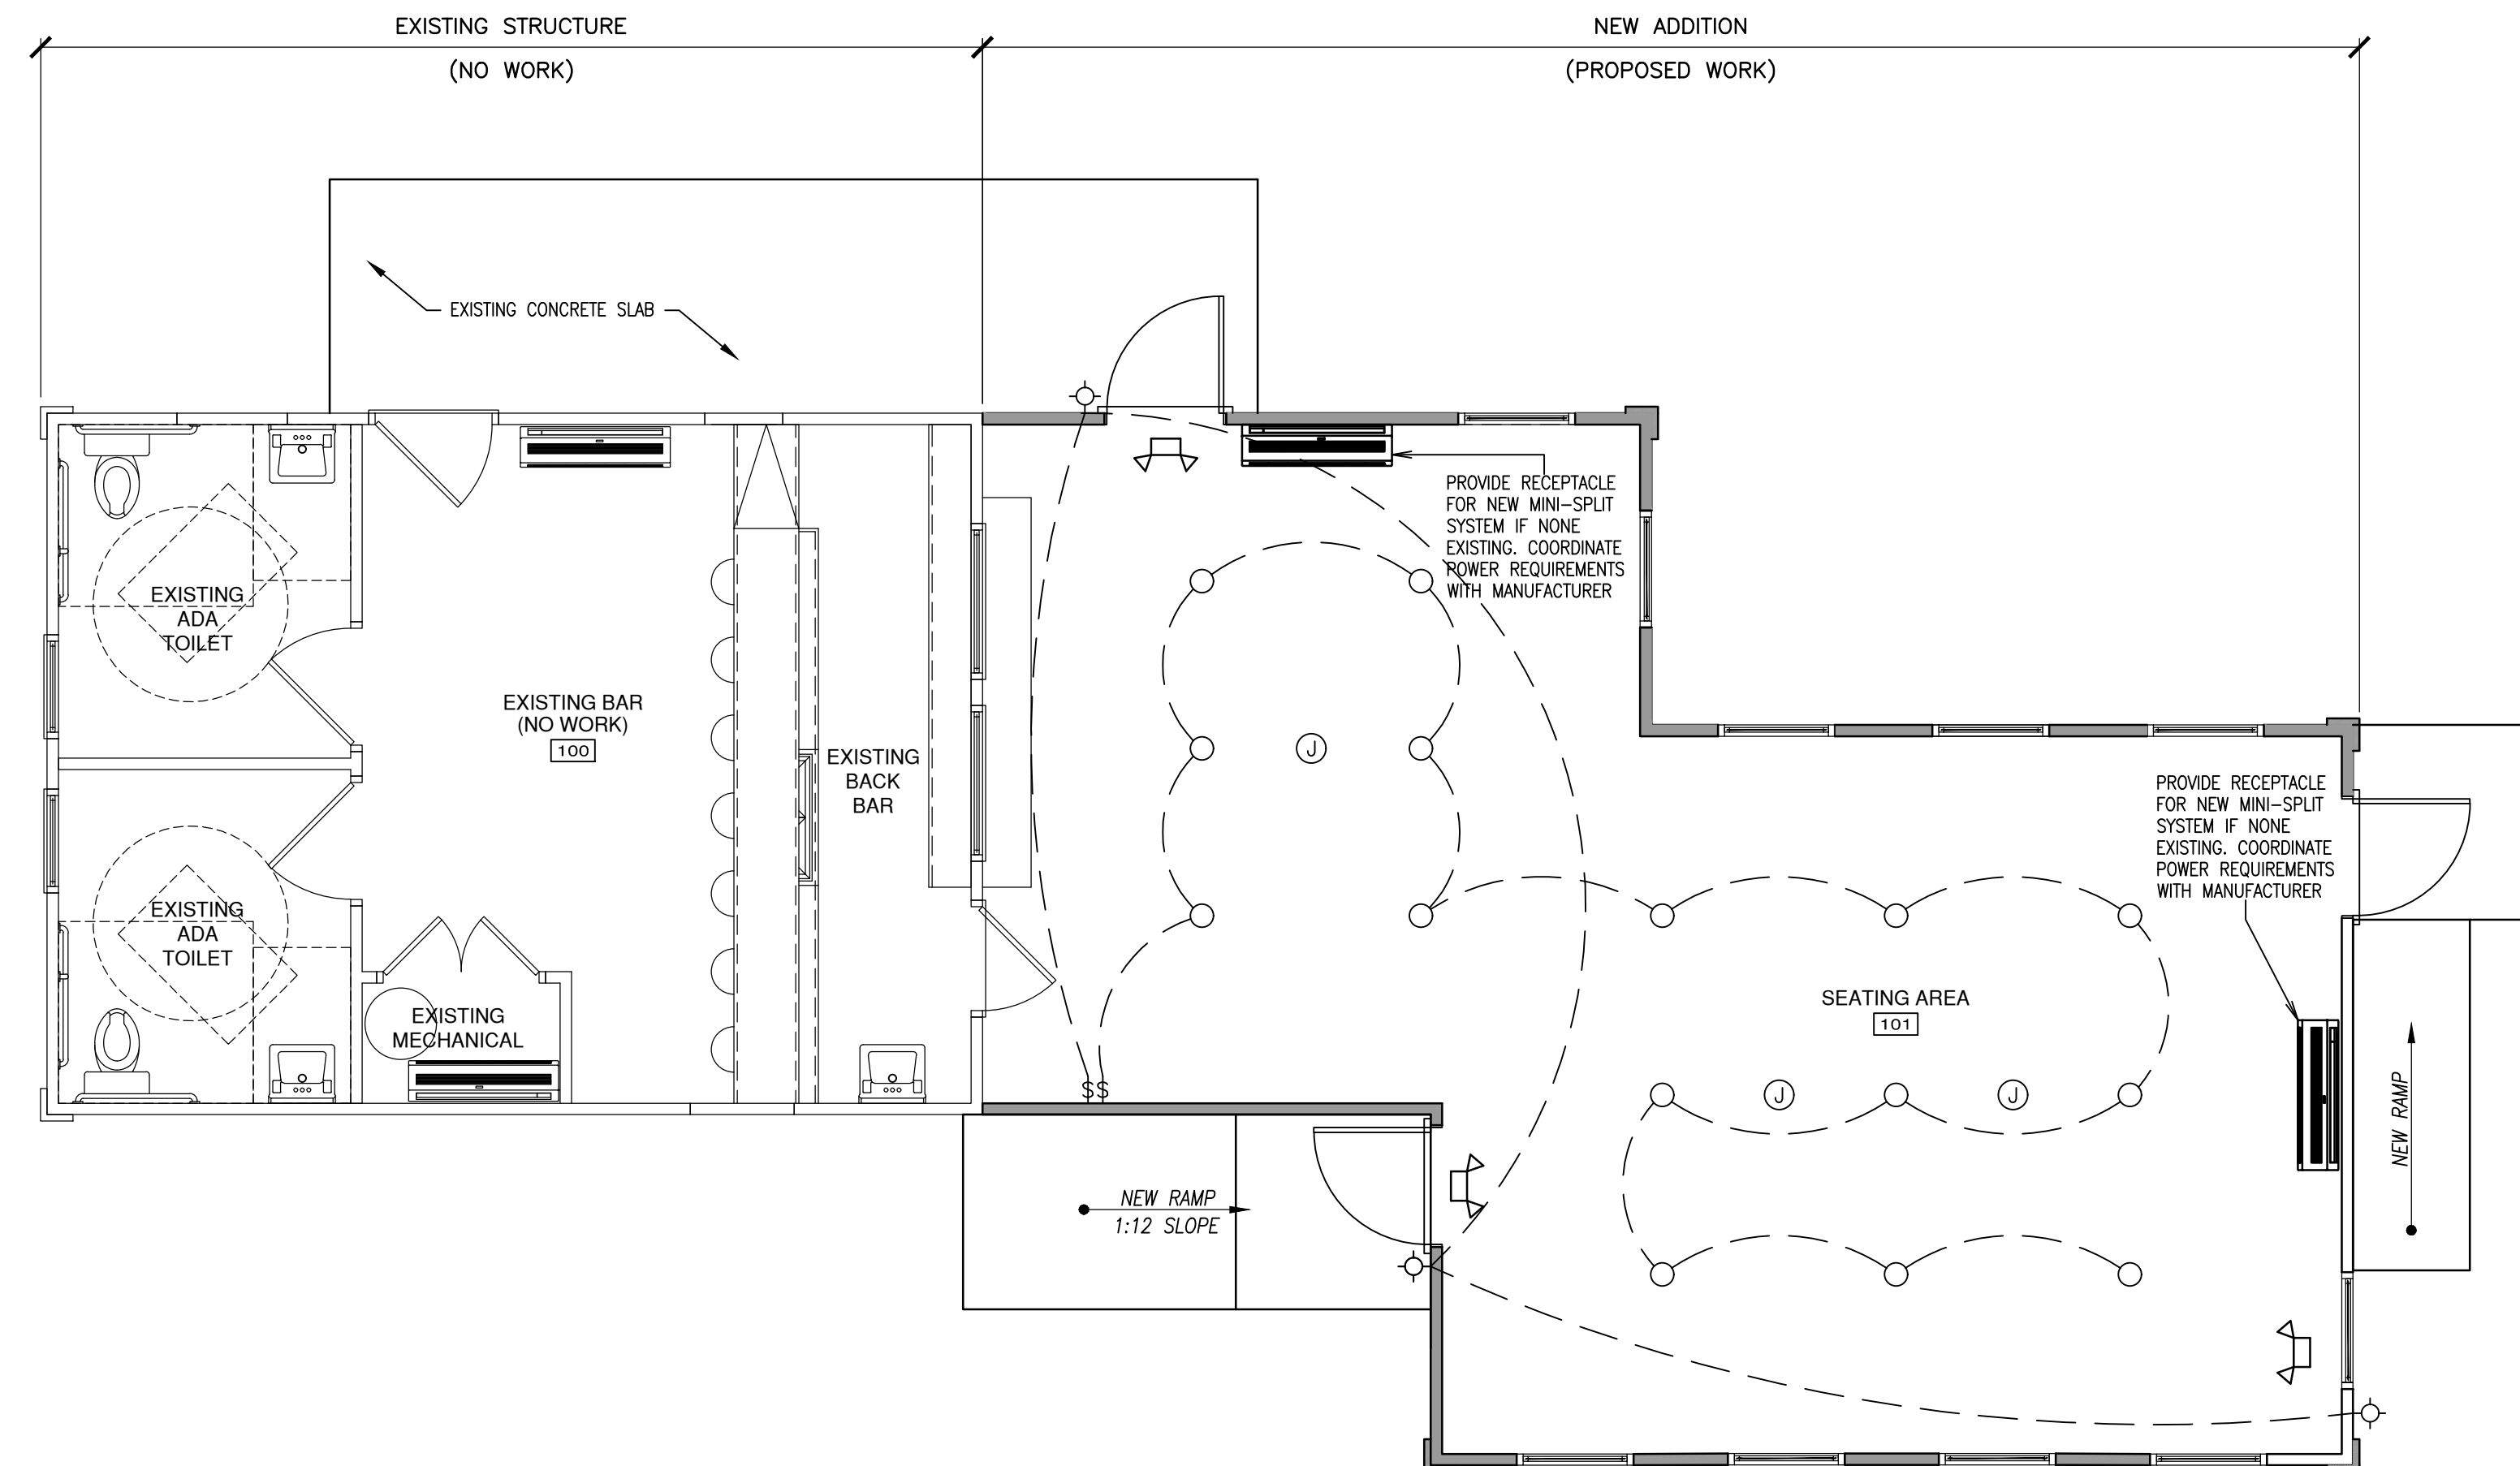 EXISTING STRUCTURE
(NO WORK)
NEW ADDITION
(PROPOSED WORK)
EXISTING CONCRETE SLAB
PROVIDE RECEPTACLE
FOR NEW MINI-SPLIT
SYSTEM IF NONE
EXISTING. COORDINATE
POWER REQUIREMENTS
WITH MANUFACTURER
EXISTING
ADA
TOILET
EXISTING BAR
(NO WORK)
100
EXISTING
BACK
BAR
J
PROVIDE RECEPTACLE
FOR NEW MINI-SPLIT
SYSTEM IF NONE
EXISTING. COORDINATE
POWER REQUIREMENTS
WITH MANUFACTURER
EXISTING
ADA
TOILET
EXISTING
MECHANICAL
SEATING AREA
101
SS
J
J
NEW RAMP
NEW RAMP
1:12 SLOPE